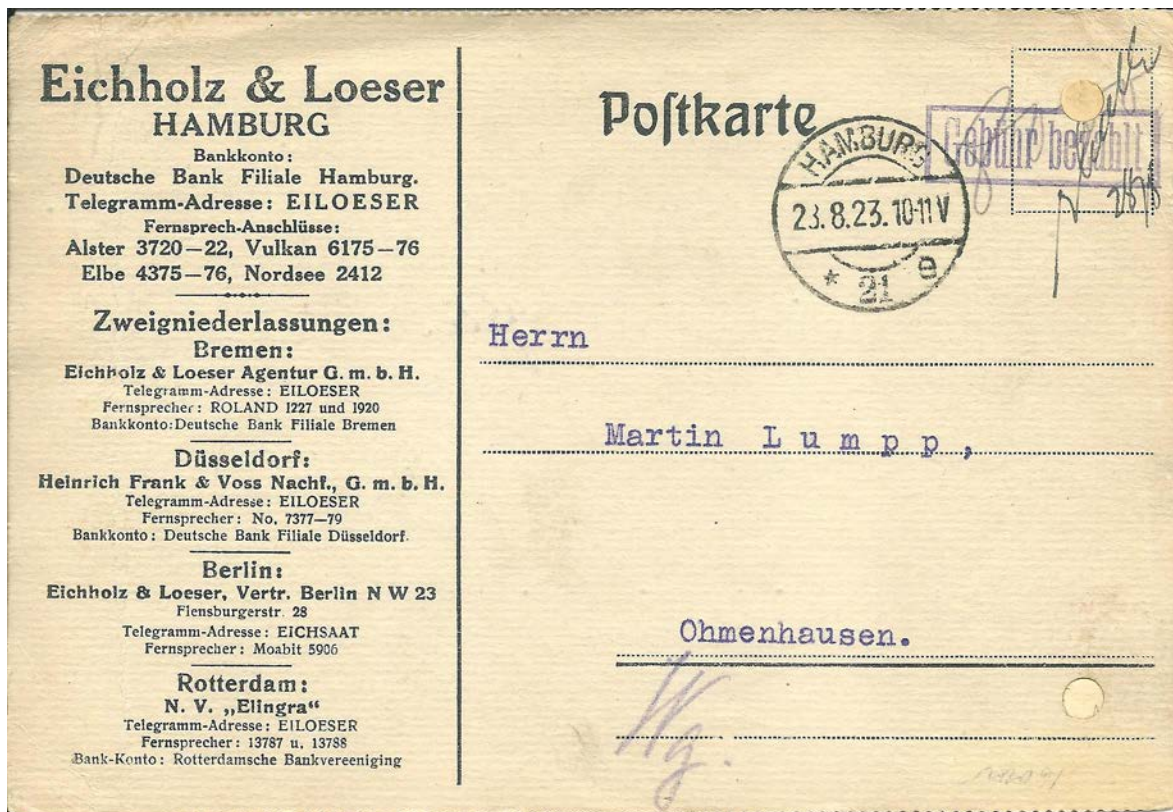 Eichholz & Loeser
HAMBURG
Bankkonto:
Deutsche Bank Filiale Hamburg.
Telegramm-Adresse: EILOESER
Fernsprech-Anschlüsse:
Alster 3720—22, Vulkan 6175—76
Elbe 4375—76, Nordsee 2412
Zweigniederlassungen:
Bremen:
Eichholz & Loeser Agentur G. m. b. H.
Telegramm-Adresse: EILOESER
Fernsprecher: ROLAND 1227 und 1920
Bankkonto: Deutsche Bank Filiale Bremen
Düsseldorf:
Heinrich Frank & Voss Nachf., G. m. b. H.
Telegramm-Adresse: EILOESER
Fernsprecher: No. 7377—79
Bankkonto: Deutsche Bank Filiale Düsseldorf.
Berlin:
Eichholz & Loeser, Vertr. Berlin N W 23
Flensburgerstr. 28
Telegramm-Adresse: EICHSAAT
Fernsprecher: Moabit 5906
Rotterdam:
N. V. „Elingra“
Telegramm-Adresse: EILOESER
Fernsprecher: 13787 u. 13788
Bank-Konto: Rotterdamsche Bankvereeniging
Poſtkarte
Gebühr bezahlt
HAMBURG
23.8.23.10-11 V
* 21 e
Herrn
Martin L u m p p ,
Ohmenhausen.
Wg.